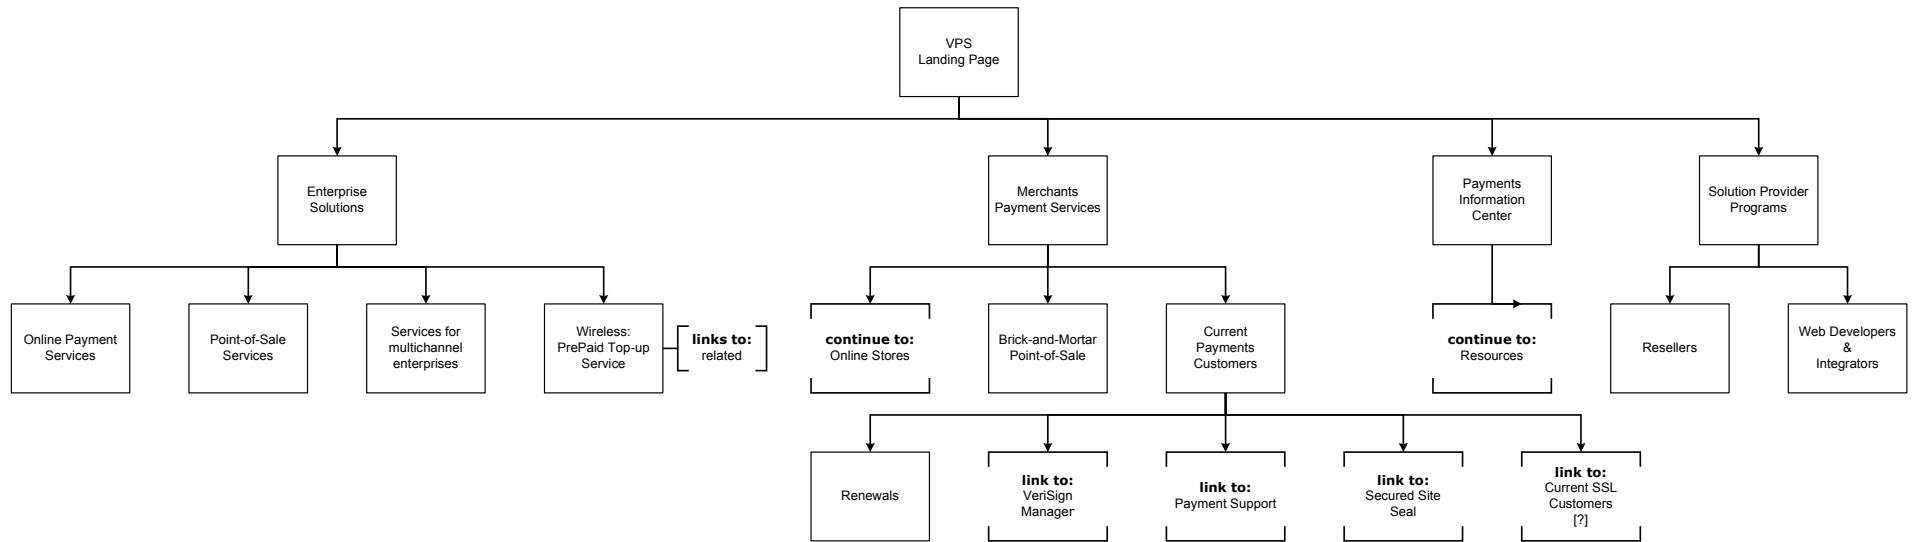 VPS
Landing Page
Enterprise
Solutions
Merchants
Payment Services
Payments
Information
Center
Solution Provider
Programs
Online Payment
Services
Point-of-Sale
Services
Services for
multichannel
enterprises
Wireless:
PrePaid Top-up
Service
links to:
related
continue to:
Online Stores
Brick-and-Mortar
Point-of-Sale
Current
Payments
Customers
continue to:
Resources
Resellers
Web Developers
&
Integrators
Renewals
link to:
VeriSign
Manager
link to:
Payment Support
link to:
Secured Site
Seal
link to:
Current SSL
Customers
[?]